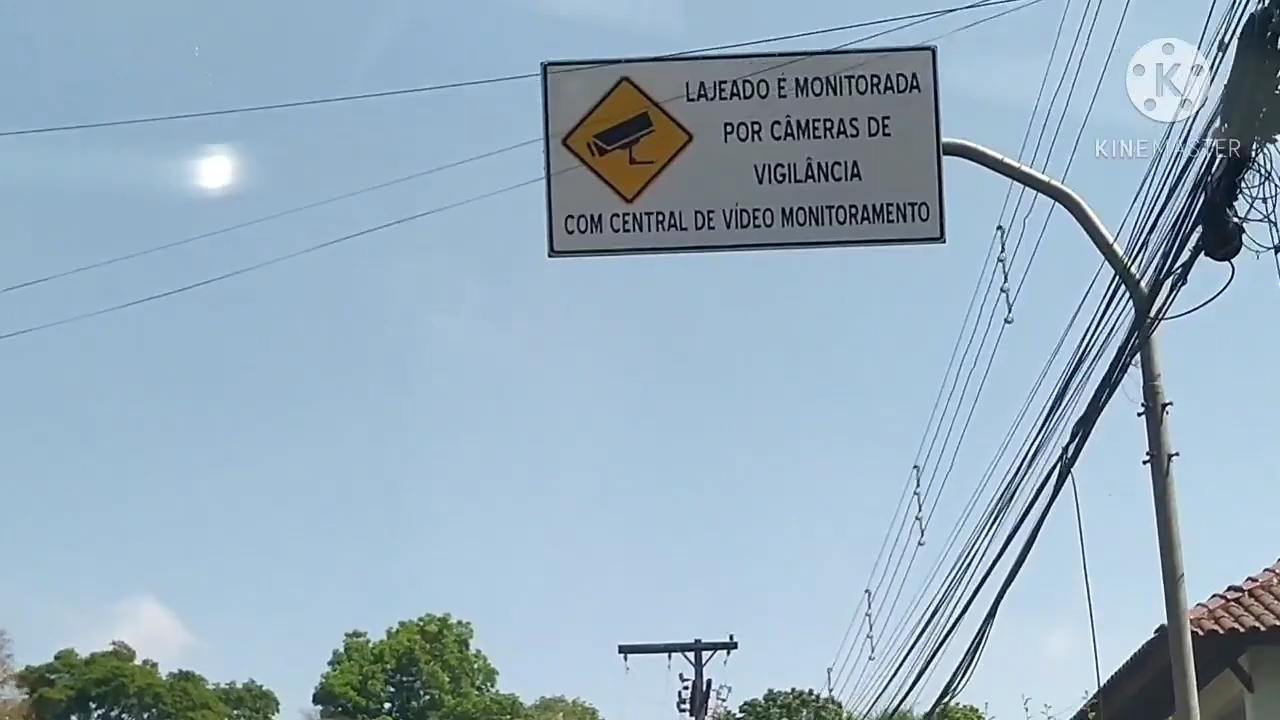 LAJEADO É MONITORADA
POR CÂMERAS DE
VIGILÂNCIA
COM CENTRAL DE VÍDEO MONITORAMENTO
K
KINEMASTER